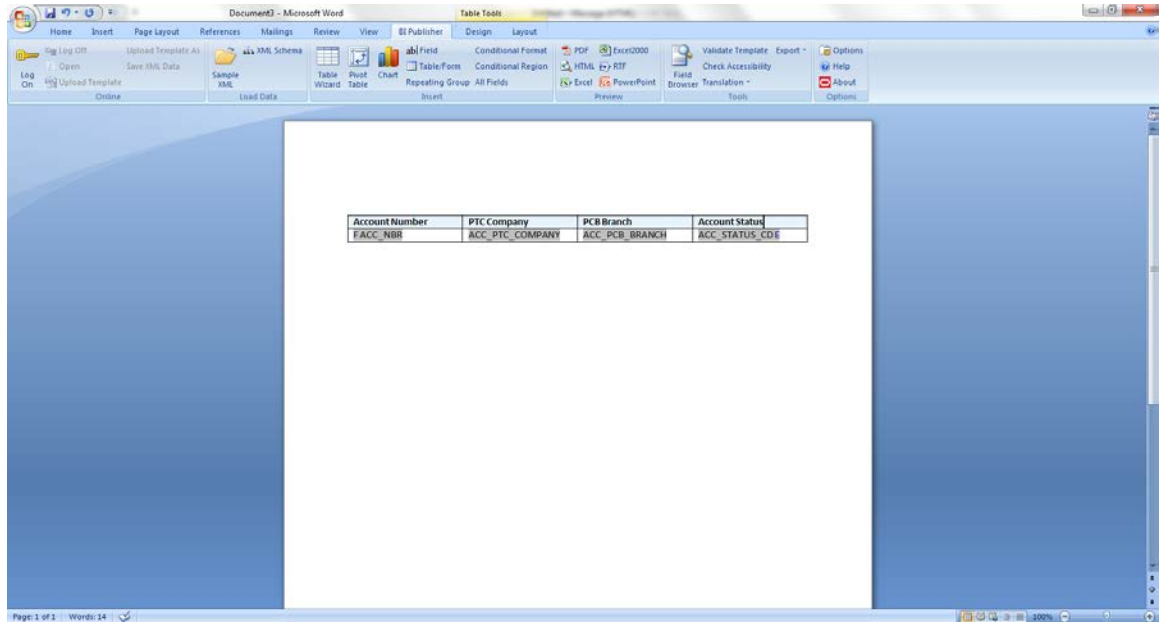 Document3 - Microsoft Word
Table Tools
Home Insert Page Layout References Mailings Review View BI Publisher Design Layout
Log On
Log Off
Open
Upload Template
Upload Template As
Save XML Data
Online
Sample XML
XML Schema
Load Data
Table Wizard
Pivot Table
Chart
Field
Table/Form
Repeating Group
Conditional Format
Conditional Region
All Fields
Insert
PDF Excel2000
HTML RTF
Excel PowerPoint
Preview
Field Browser
Validate Template Export
Check Accessibility
Translation
Tools
Options
Help
About
Options
Account Number PTC Company PCB Branch Account Status
FACC_NBR ACC_PTC_COMPANY ACC_PCB_BRANCH ACC_STATUS_CDE
Page: 1 of 1 Words: 14 100%